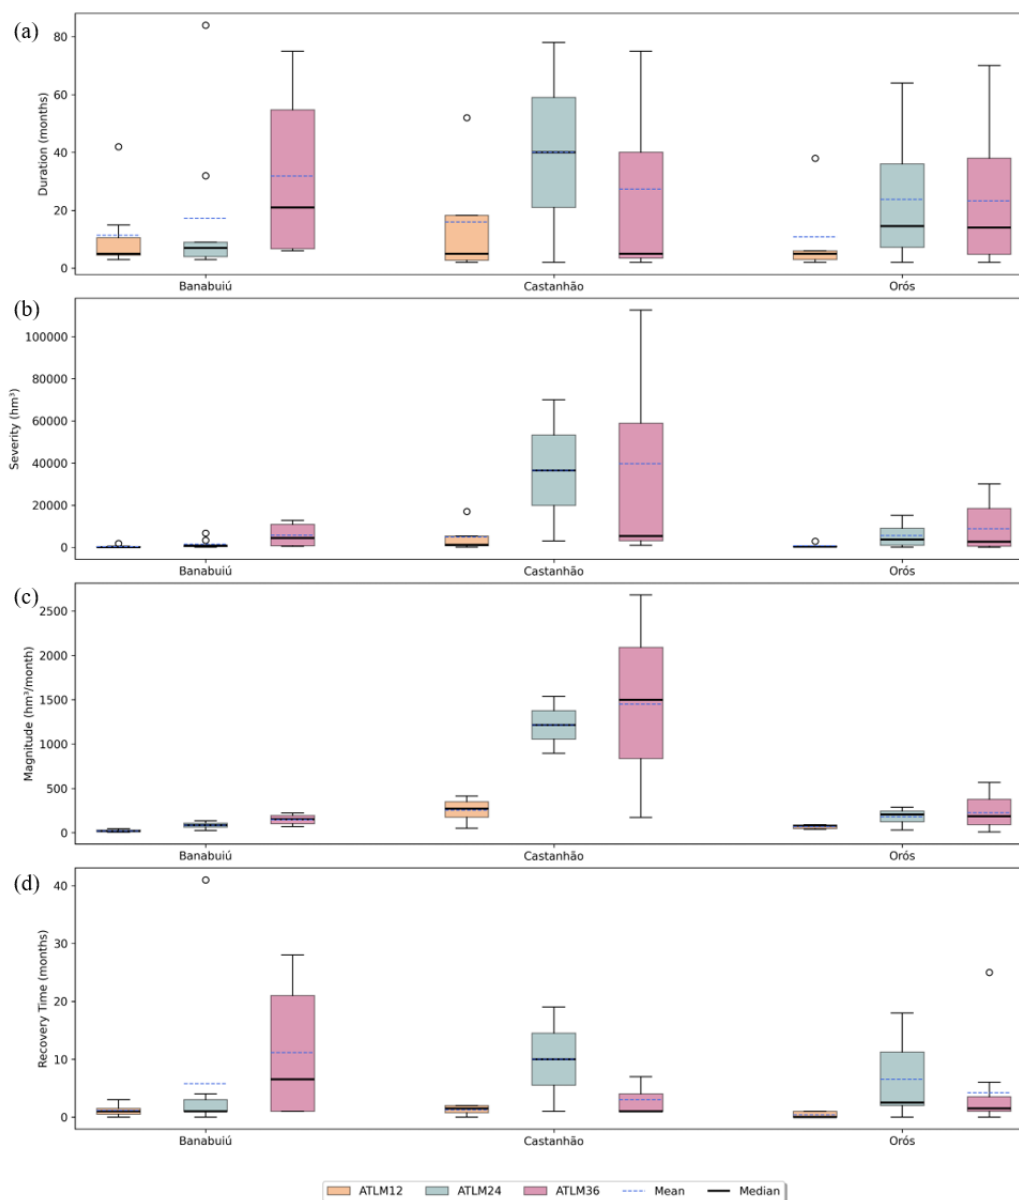 (a)
Duration (months)
80
60
40
20
0
Banabuiú
Castanhão
Orós
(b)
Severity (hm³)
100000
80000
60000
40000
20000
0
Banabuiú
Castanhão
Orós
(c)
Magnitude (hm³/month)
2500
2000
1500
1000
500
0
Banabuiú
Castanhão
Orós
(d)
Recovery Time (months)
40
30
20
10
0
Banabuiú
Castanhão
Orós
ATLM12 ATLM24 ATLM36 Mean Median